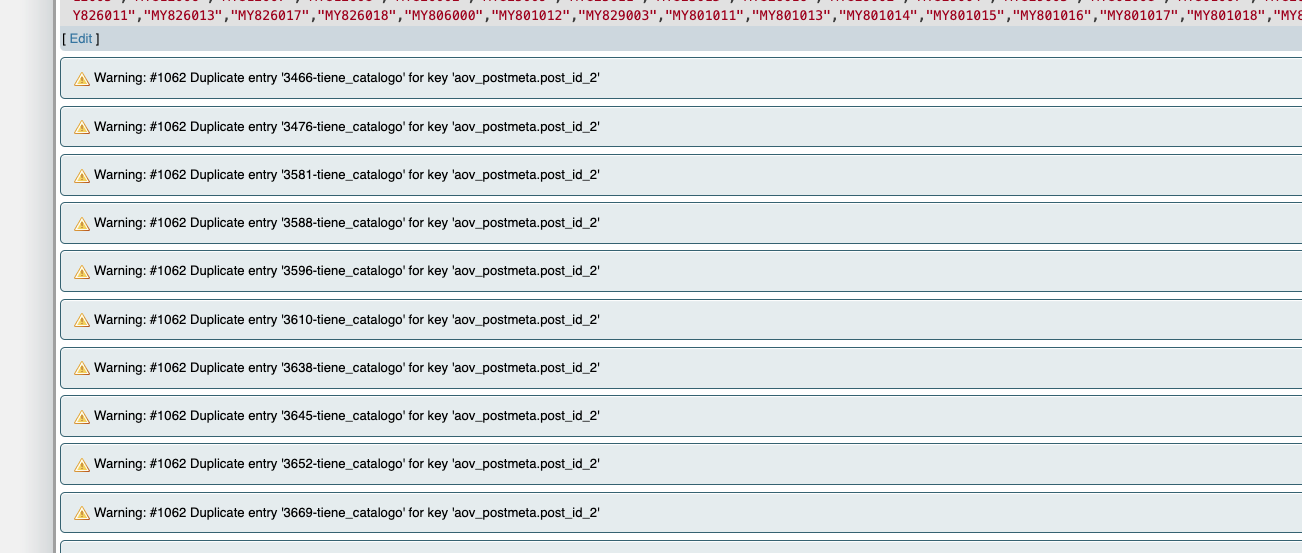 Y826011","MY826013","MY826017","MY826018","MY806000","MY801012","MY829003","MY801011","MY801013","MY801014","MY801015","MY801016","MY801017","MY801018","MY8
[ Edit ]
Warning: #1062 Duplicate entry '3466-tiene_catalogo' for key 'aov_postmeta.post_id_2'
Warning: #1062 Duplicate entry '3476-tiene_catalogo' for key 'aov_postmeta.post_id_2'
Warning: #1062 Duplicate entry '3581-tiene_catalogo' for key 'aov_postmeta.post_id_2'
Warning: #1062 Duplicate entry '3588-tiene_catalogo' for key 'aov_postmeta.post_id_2'
Warning: #1062 Duplicate entry '3596-tiene_catalogo' for key 'aov_postmeta.post_id_2'
Warning: #1062 Duplicate entry '3610-tiene_catalogo' for key 'aov_postmeta.post_id_2'
Warning: #1062 Duplicate entry '3638-tiene_catalogo' for key 'aov_postmeta.post_id_2'
Warning: #1062 Duplicate entry '3645-tiene_catalogo' for key 'aov_postmeta.post_id_2'
Warning: #1062 Duplicate entry '3652-tiene_catalogo' for key 'aov_postmeta.post_id_2'
Warning: #1062 Duplicate entry '3669-tiene_catalogo' for key 'aov_postmeta.post_id_2'